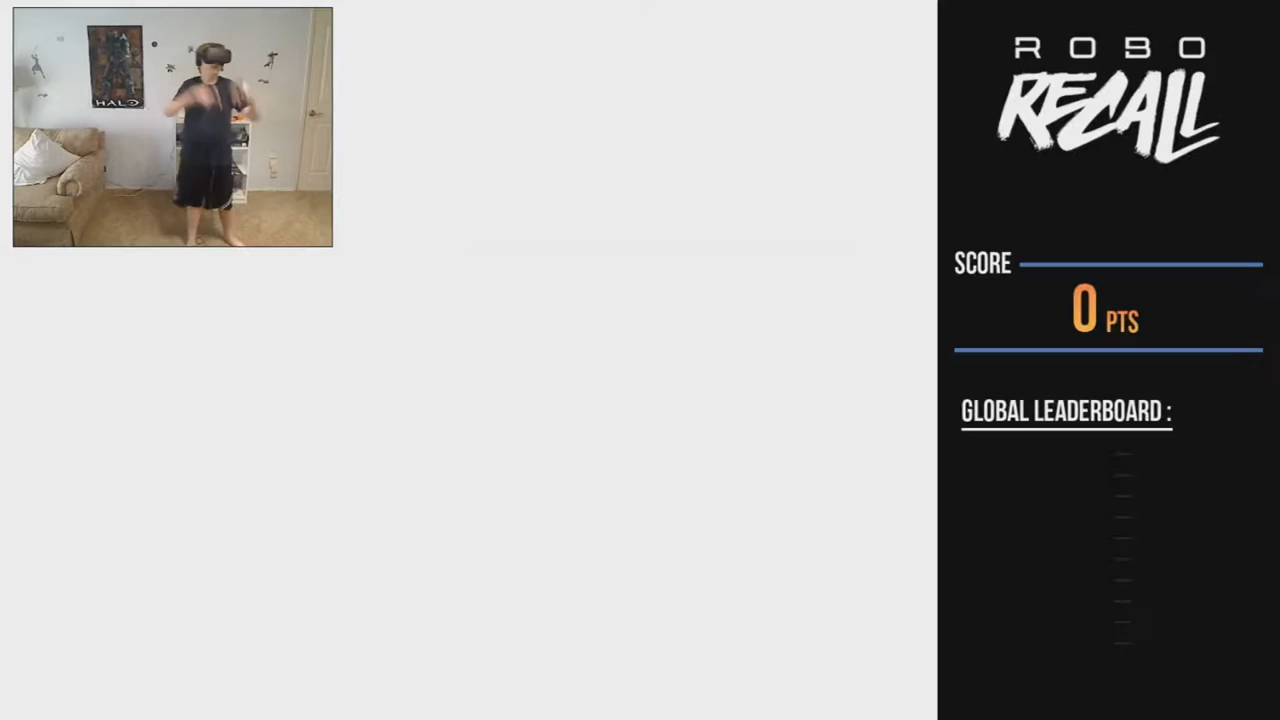 HALO
ROBO
RECALL
SCORE
0 PTS
GLOBAL LEADERBOARD :